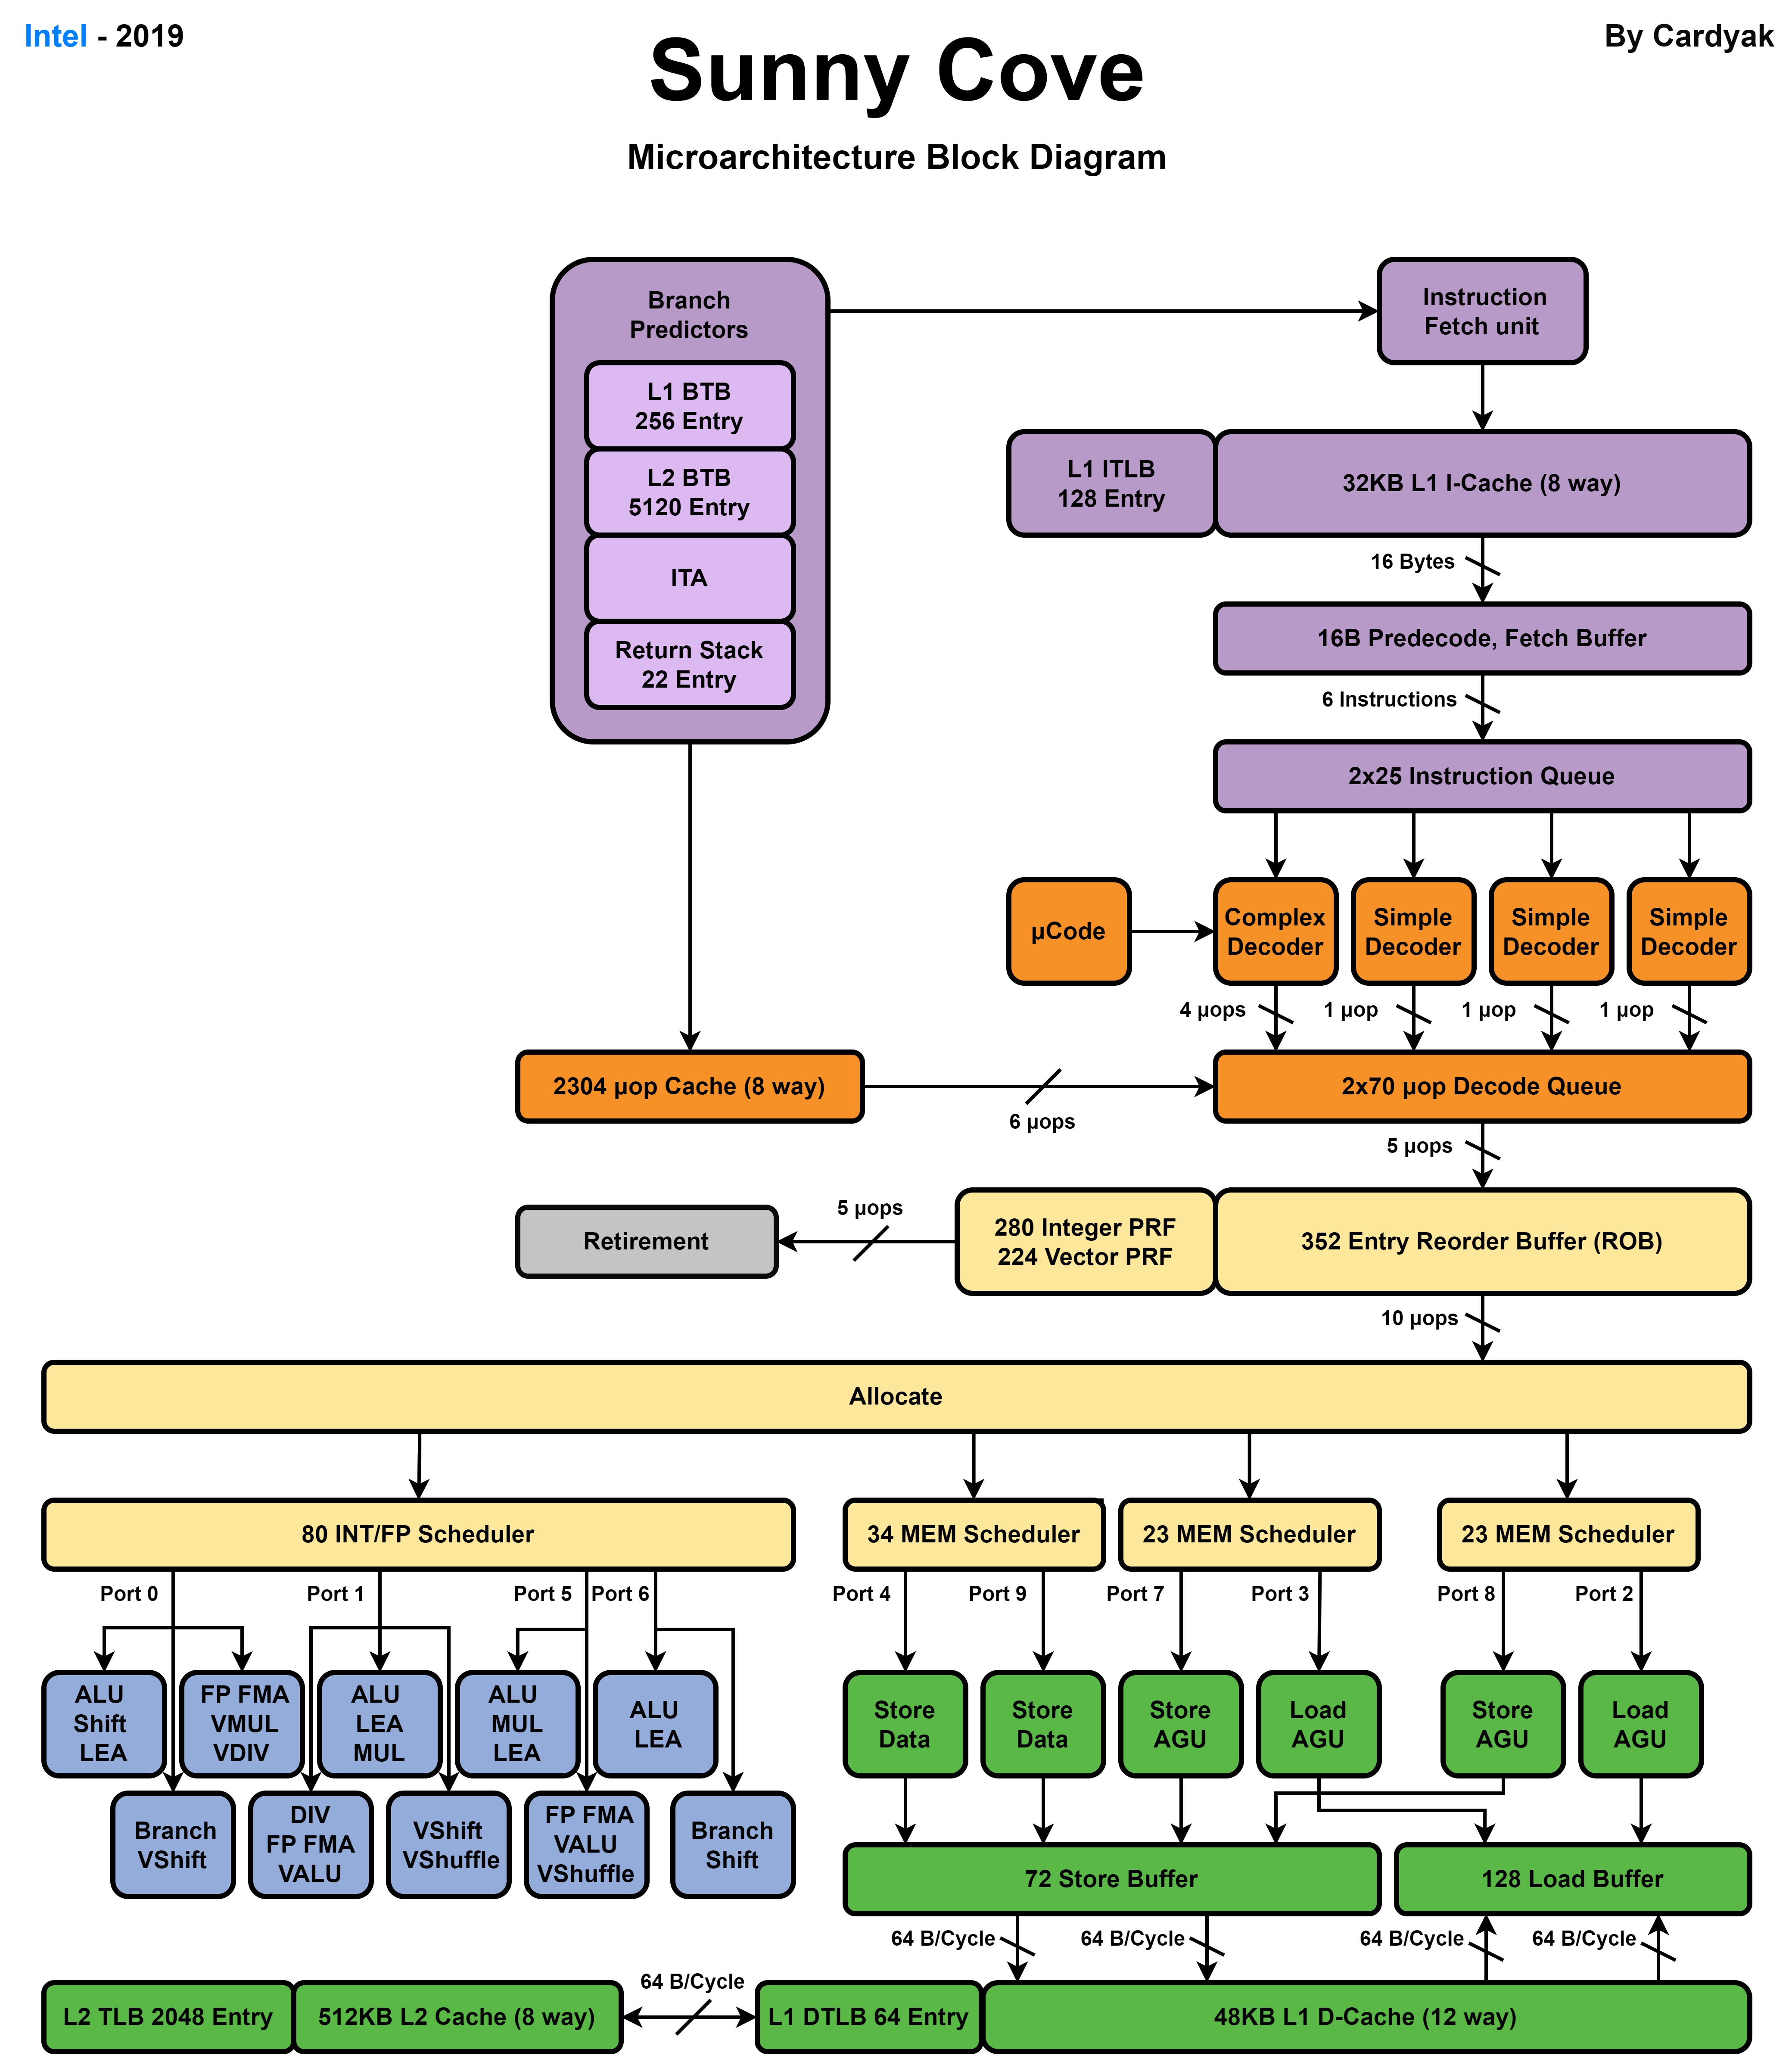 Intel - 2019
By Cardyak
Sunny Cove
Microarchitecture Block Diagram
Branch
Predictors
L1 BTB
256 Entry
L2 BTB
5120 Entry
ITA
Return Stack
22 Entry
Instruction
Fetch unit
L1 ITLB
128 Entry
32KB L1 I-Cache (8 way)
16 Bytes
16B Predecode, Fetch Buffer
6 Instructions
2x25 Instruction Queue
µCode
Complex
Decoder
Simple
Decoder
Simple
Decoder
Simple
Decoder
4 µops
1 µop
1 µop
1 µop
2304 µop Cache (8 way)
6 µops
2x70 µop Decode Queue
5 µops
Retirement
5 µops
280 Integer PRF
224 Vector PRF
352 Entry Reorder Buffer (ROB)
10 µops
Allocate
80 INT/FP Scheduler
34 MEM Scheduler
23 MEM Scheduler
23 MEM Scheduler
Port 0
Port 1
Port 5
Port 6
Port 4
Port 9
Port 7
Port 3
Port 8
Port 2
ALU
Shift
LEA
FP FMA
VMUL
VDIV
ALU
LEA
MUL
ALU
MUL
LEA
ALU
LEA
Store
Data
Store
Data
Store
AGU
Load
AGU
Store
AGU
Load
AGU
Branch
VShift
DIV
FP FMA
VALU
VShift
VShuffle
FP FMA
VALU
VShuffle
Branch
Shift
72 Store Buffer
128 Load Buffer
64 B/Cycle
64 B/Cycle
64 B/Cycle
64 B/Cycle
L2 TLB 2048 Entry
512KB L2 Cache (8 way)
64 B/Cycle
L1 DTLB 64 Entry
48KB L1 D-Cache (12 way)